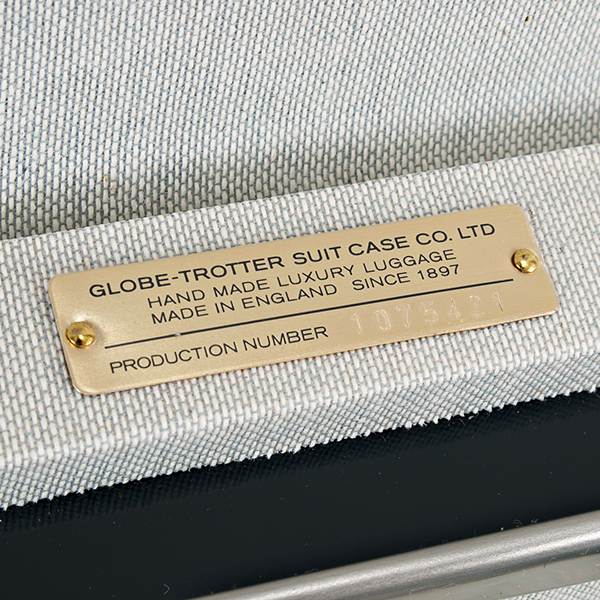 GLOBE-TROTTER SUIT CASE CO. LTD
HAND MADE LUXURY LUGGAGE
MADE IN ENGLAND SINCE 1897
PRODUCTION NUMBER 1075421